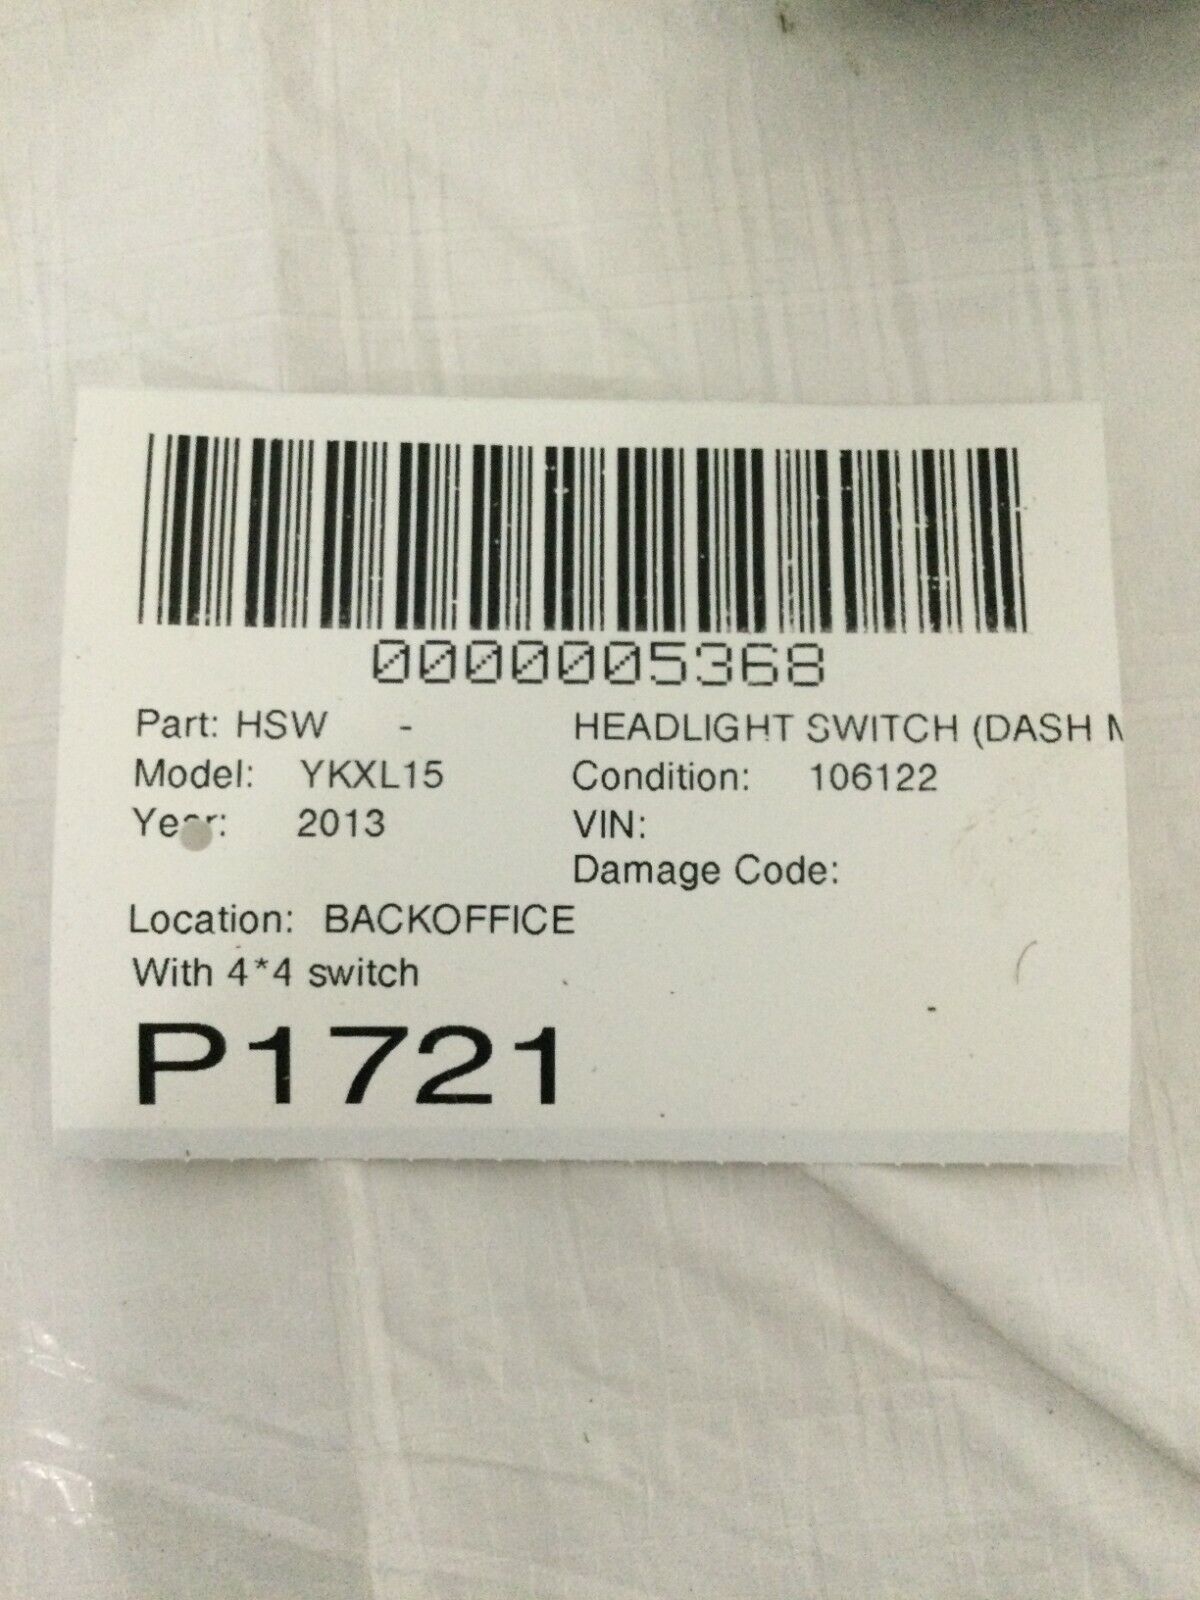 0000005368
Part: HSW - HEADLIGHT SWITCH (DASH
Model: YKXL15 Condition: 106122
Year: 2013 VIN:
Damage Code:
Location: BACKOFFICE
With 4*4 switch
P1721